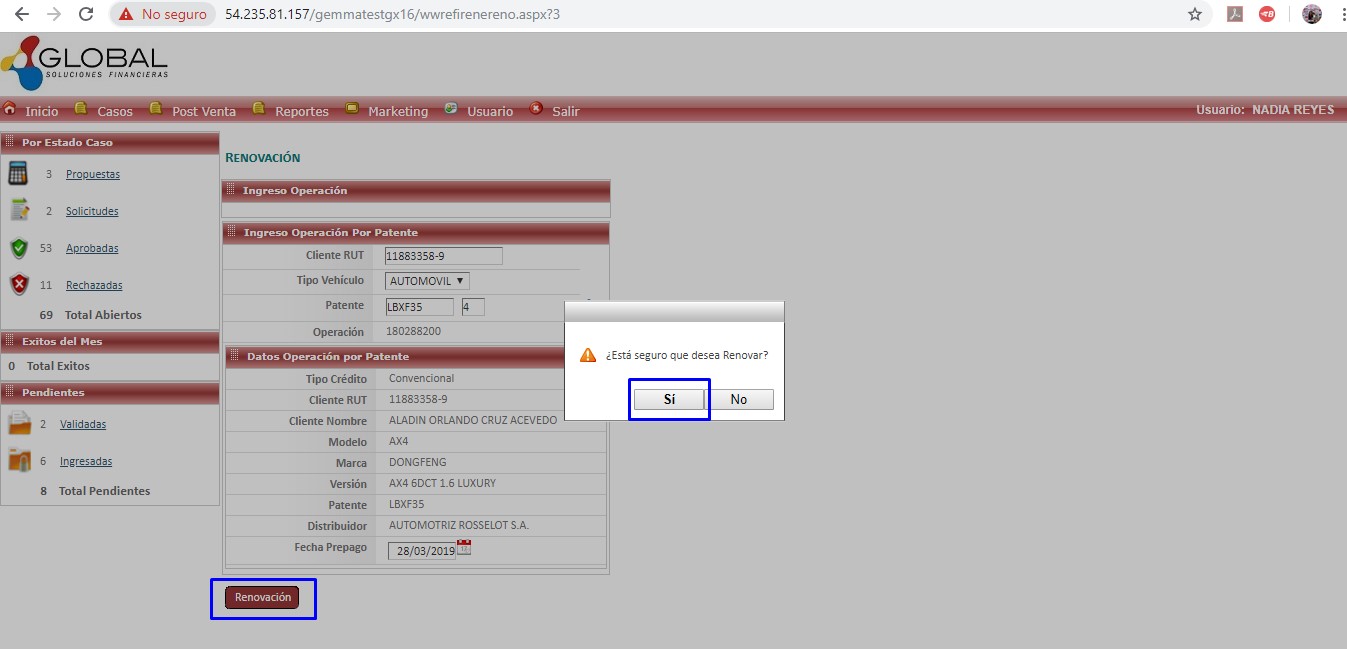 No seguro 54.235.81.157/gemmatestgx16/wwrefirenereno.aspx?3
GLOBAL
SOLUCIONES FINANCIERAS
Inicio Casos Post Venta Reportes Marketing Usuario Salir Usuario: NADIA REYES
Por Estado Caso
3 Propuestas
2 Solicitudes
53 Aprobadas
11 Rechazadas
69 Total Abiertos
Exitos del Mes
0 Total Exitos
Pendientes
2 Validadas
6 Ingresadas
8 Total Pendientes
RENOVACIÓN
Ingreso Operación
Ingreso Operación Por Patente
Cliente RUT 11883358-9
Tipo Vehículo AUTOMOVIL
Patente LBXF35 4
Operación 180288200
Datos Operación por Patente
Tipo Crédito Convencional
Cliente RUT 11883358-9
Cliente Nombre ALADIN ORLANDO CRUZ ACEVEDO
Modelo AX4
Marca DONGFENG
Versión AX4 6DCT 1.6 LUXURY
Patente LBXF35
Distribuidor AUTOMOTRIZ ROSSELOT S.A.
Fecha Prepago 28/03/2019
Renovación
¿Está seguro que desea Renovar?
Sí No